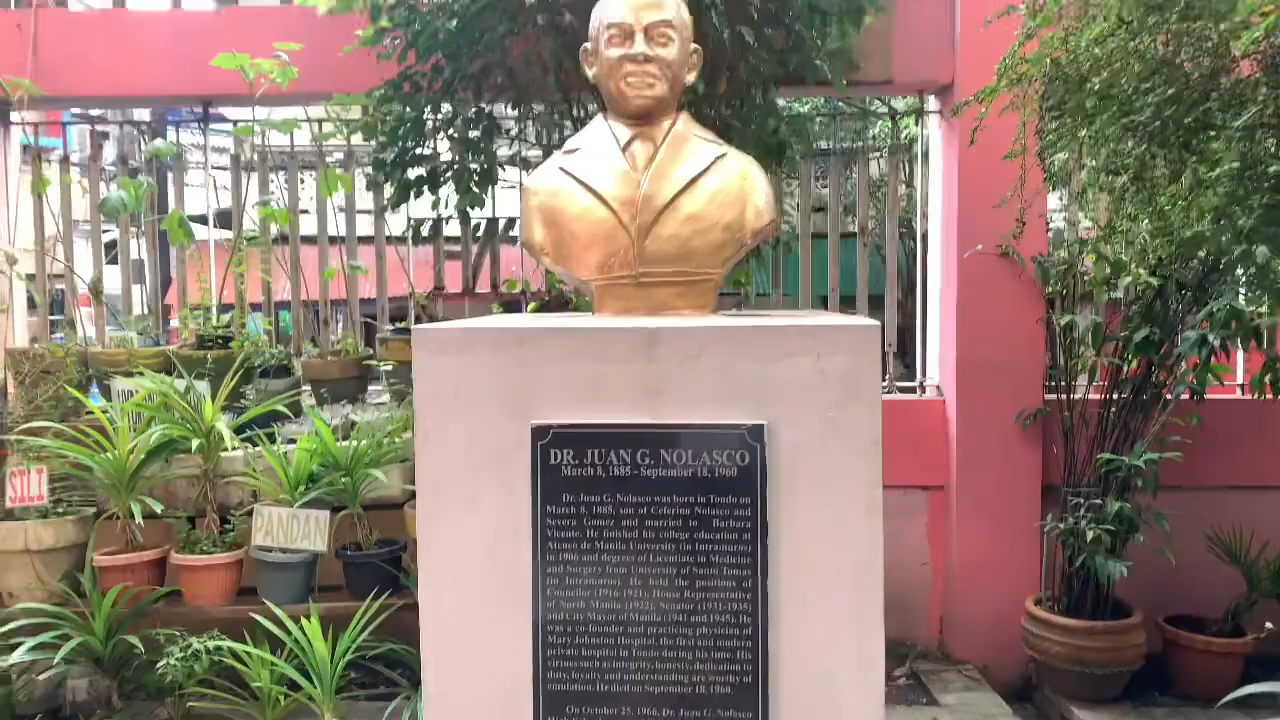 DR. JUAN G. NOLASCO
March 8, 1885 - September 18, 1960
Dr. Juan G. Nolasco was born in Tondo on
March 8, 1885, son of Ceferino Nolasco and
Severa Gomez and married to Barbara
Vicente. He finished his college education at
Ateneo de Manila University (in Intramuros)
in 1906 and degrees of Licentiate in Medicine
and Surgery from University of Santo Tomas
(in Intramuros). He held the positions of
Councilor (1916-1921), House Representative
of North Manila (1922), Senator (1931-1935)
and City Mayor of Manila (1941 and 1945). He
was a co-founder and practicing physician of
Mary Johnston Hospital, the first and modern
private hospital in Tondo during his time. His
virtues such as integrity, honesty, dedication to
duty, loyalty and understanding are worthy of
emulation. He died on September 18, 1960.
On October 25, 1966, Dr. Juan G. Nolasco
SILI
PANDAN